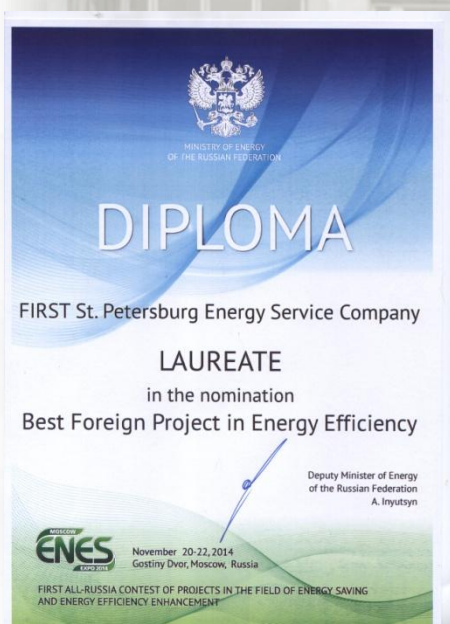 MINISTRY OF ENERGY
OF THE RUSSIAN FEDERATION
DIPLOMA
FIRST St. Petersburg Energy Service Company
LAUREATE
in the nomination
Best Foreign Project in Energy Efficiency
Deputy Minister of Energy
of the Russian Federation
A. Inyutsyn
MOSCOW
ENES
EXPO 2014
November 20-22, 2014
Gostiny Dvor, Moscow, Russia
FIRST ALL-RUSSIA CONTEST OF PROJECTS IN THE FIELD OF ENERGY SAVING
AND ENERGY EFFICIENCY ENHANCEMENT